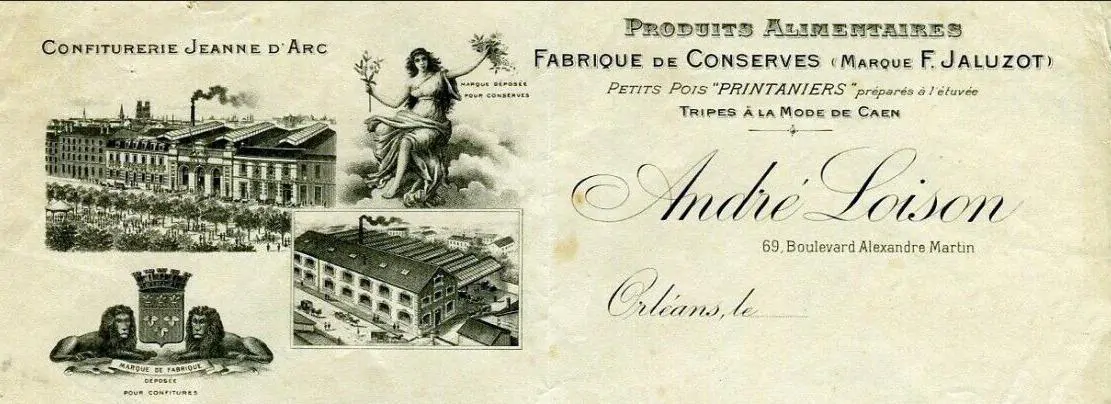 CONFITURERIE JEANNE D'ARC
MARQUE DÉPOSÉE
POUR CONSERVES
MARQUE DE FABRIQUE
DÉPOSÉE
POUR CONFITURES
PRODUITS ALIMENTAIRES
FABRIQUE DE CONSERVES (MARQUE F. JALUZOT)
PETITS POIS "PRINTANIERS" préparés à l'étuvée
TRIPES À LA MODE DE CAEN
André Loison
69, Boulevard Alexandre Martin
Orléans, le